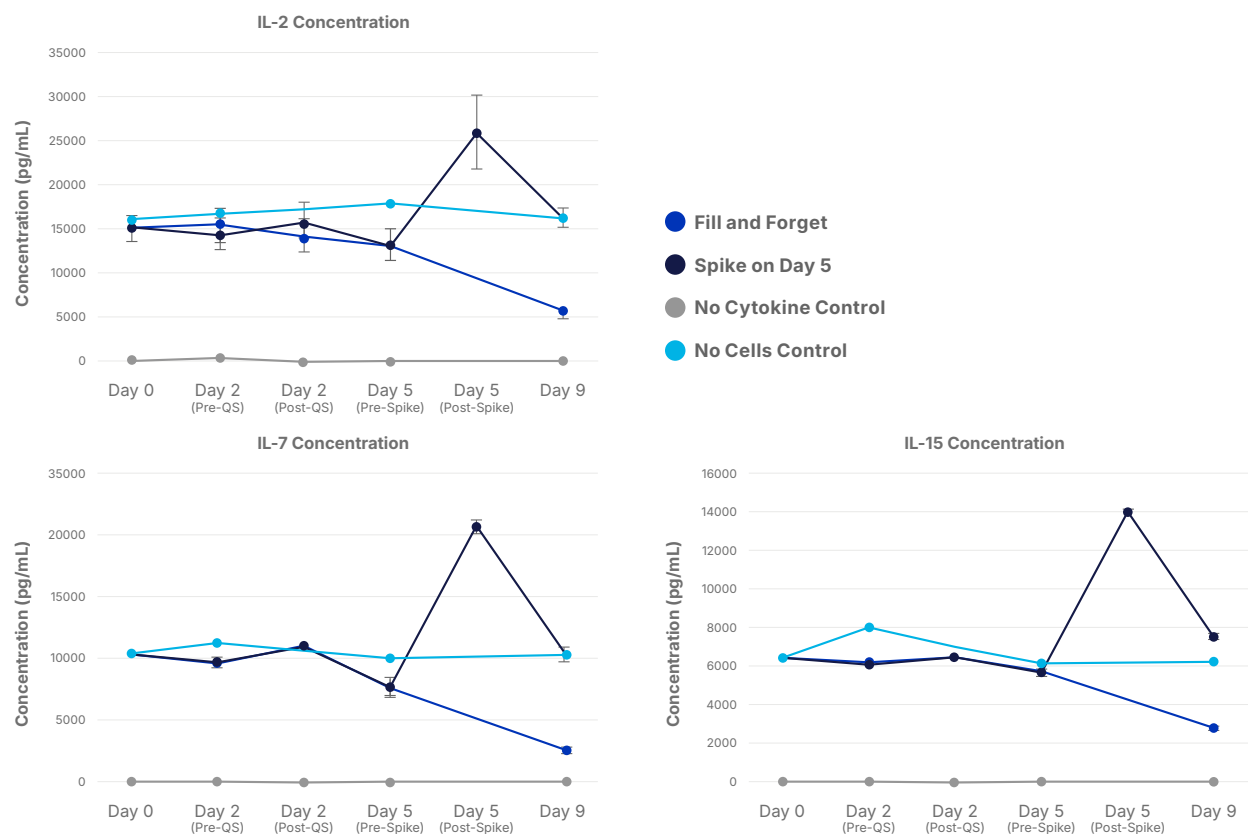 IL-2 Concentration
Concentration (pg/mL)
35000
30000
25000
20000
15000
10000
5000
0
Day 0 Day 2 Day 2 Day 5 Day 5 Day 9
(Pre-QS) (Post-QS) (Pre-Spike) (Post-Spike)
Fill and Forget
Spike on Day 5
No Cytokine Control
No Cells Control
IL-7 Concentration
Concentration (pg/mL)
35000
20000
15000
10000
5000
0
Day 0 Day 2 Day 2 Day 5 Day 5 Day 9
(Pre-QS) (Post-QS) (Pre-Spike) (Post-Spike)
IL-15 Concentration
Concentration (pg/mL)
16000
14000
12000
10000
8000
6000
4000
2000
0
Day 0 Day 2 Day 2 Day 5 Day 5 Day 9
(Pre-QS) (Post-QS) (Pre-Spike) (Post-Spike)